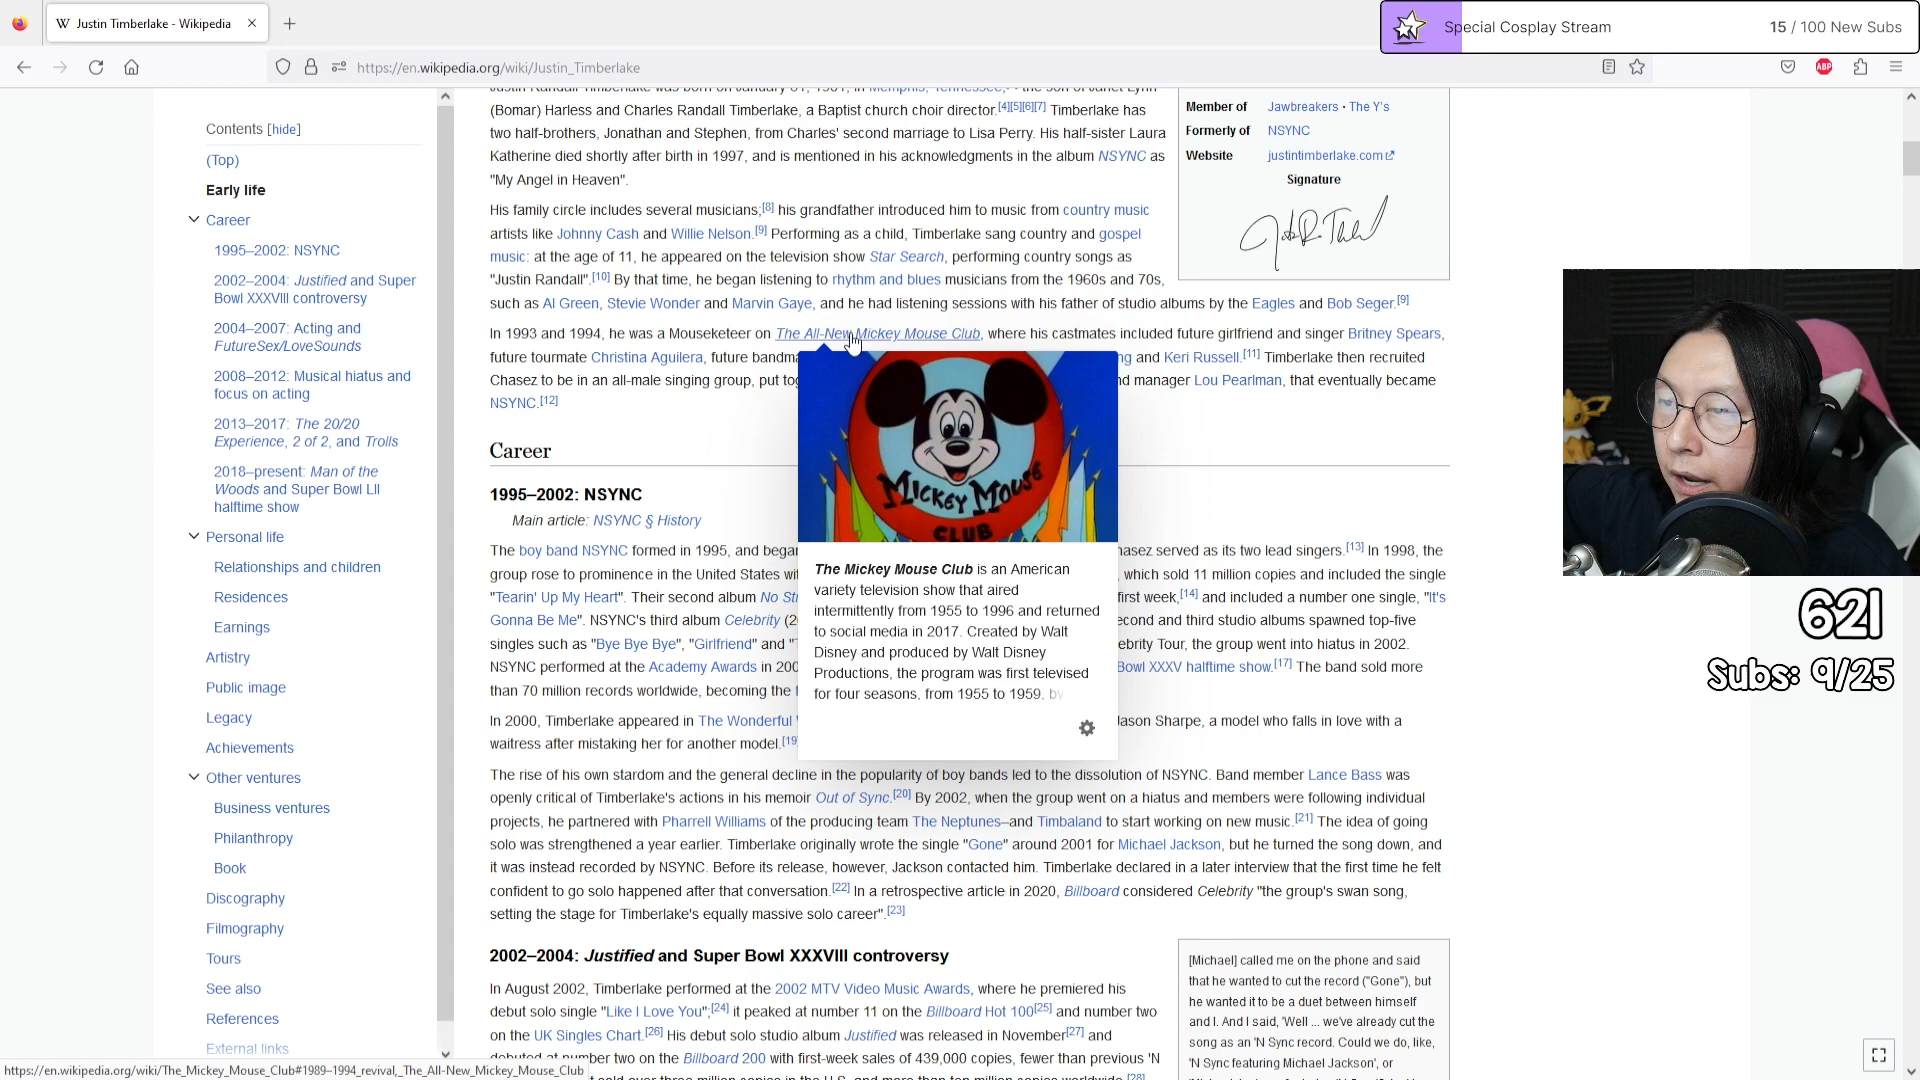 W Justin Timberlake - Wikipedia
Special Cosplay Stream 15 / 100 New Subs
https://en.wikipedia.org/wiki/Justin_Timberlake
ABP
Contents [hide]
(Top)
Early life
Career
1995–2002: NSYNC
2002–2004: Justified and Super
Bowl XXXVIII controversy
2004–2007: Acting and
FutureSex/LoveSounds
2008–2012: Musical hiatus and
focus on acting
2013–2017: The 20/20
Experience, 2 of 2, and Trolls
2018–present: Man of the
Woods and Super Bowl LII
halftime show
Personal life
Relationships and children
Residences
Earnings
Artistry
Public image
Legacy
Achievements
Other ventures
Business ventures
Philanthropy
Book
Discography
Filmography
Tours
See also
References
External links
Justin Randall Timberlake was born on January 31, 1981, in Memphis, Tennessee, the son of Janet Lynn
(Bomar) Harless and Charles Randall Timberlake, a Baptist church choir director.[4][5][6][7] Timberlake has
two half-brothers, Jonathan and Stephen, from Charles' second marriage to Lisa Perry. His half-sister Laura
Katherine died shortly after birth in 1997, and is mentioned in his acknowledgments in the album NSYNC as
"My Angel in Heaven".
His family circle includes several musicians;[8] his grandfather introduced him to music from country music
artists like Johnny Cash and Willie Nelson.[9] Performing as a child, Timberlake sang country and gospel
music: at the age of 11, he appeared on the television show Star Search, performing country songs as
"Justin Randall".[10] By that time, he began listening to rhythm and blues musicians from the 1960s and 70s,
such as Al Green, Stevie Wonder and Marvin Gaye, and he had listening sessions with his father of studio albums by the Eagles and Bob Seger.[9]
In 1993 and 1994, he was a Mouseketeer on The All-New Mickey Mouse Club, where his castmates included future girlfriend and singer Britney Spears,
future tourmate Christina Aguilera, future bandma ng and Keri Russell.[11] Timberlake then recruited
Chasez to be in an all-male singing group, put tog nd manager Lou Pearlman, that eventually became
NSYNC.[12]
Member of Jawbreakers · The Y's
Formerly of NSYNC
Website justintimberlake.com
Signature
MICKEY MOUSE
CLUB
The Mickey Mouse Club is an American
variety television show that aired
intermittently from 1955 to 1996 and returned
to social media in 2017. Created by Walt
Disney and produced by Walt Disney
Productions, the program was first televised
for four seasons, from 1955 to 1959, by
Career
1995–2002: NSYNC
Main article: NSYNC § History
The boy band NSYNC formed in 1995, and began hasez served as its two lead singers.[13] In 1998, the
group rose to prominence in the United States wit , which sold 11 million copies and included the single
"Tearin' Up My Heart". Their second album No Str first week,[14] and included a number one single, "It's
Gonna Be Me". NSYNC's third album Celebrity (20 econd and third studio albums spawned top-five
singles such as "Bye Bye Bye", "Girlfriend" and "T ebrity Tour, the group went into hiatus in 2002.
NSYNC performed at the Academy Awards in 200 Bowl XXXV halftime show.[17] The band sold more
than 70 million records worldwide, becoming the f
In 2000, Timberlake appeared in The Wonderful W Jason Sharpe, a model who falls in love with a
waitress after mistaking her for another model.[19]
The rise of his own stardom and the general decline in the popularity of boy bands led to the dissolution of NSYNC. Band member Lance Bass was
openly critical of Timberlake's actions in his memoir Out of Sync.[20] By 2002, when the group went on a hiatus and members were following individual
projects, he partnered with Pharrell Williams of the producing team The Neptunes–and Timbaland to start working on new music.[21] The idea of going
solo was strengthened a year earlier. Timberlake originally wrote the single "Gone" around 2001 for Michael Jackson, but he turned the song down, and
it was instead recorded by NSYNC. Before its release, however, Jackson contacted him. Timberlake declared in a later interview that the first time he felt
confident to go solo happened after that conversation.[22] In a retrospective article in 2020, Billboard considered Celebrity "the group's swan song,
setting the stage for Timberlake's equally massive solo career".[23]
2002–2004: Justified and Super Bowl XXXVIII controversy
In August 2002, Timberlake performed at the 2002 MTV Video Music Awards, where he premiered his
debut solo single "Like I Love You";[24] it peaked at number 11 on the Billboard Hot 100[25] and number two
on the UK Singles Chart.[26] His debut solo studio album Justified was released in November[27] and
debuted at number two on the Billboard 200 with first-week sales of 439,000 copies, fewer than previous 'N
[Michael] called me on the phone and said
that he wanted to cut the record ("Gone"), but
he wanted it to be a duet between himself
and I. And I said, 'Well ... we've already cut the
song as an 'N Sync record. Could we do, like,
'N Sync featuring Michael Jackson', or
621
Subs: 9/25
https://en.wikipedia.org/wiki/The_Mickey_Mouse_Club#1989–1994_revival,_The_All-New_Mickey_Mouse_Club